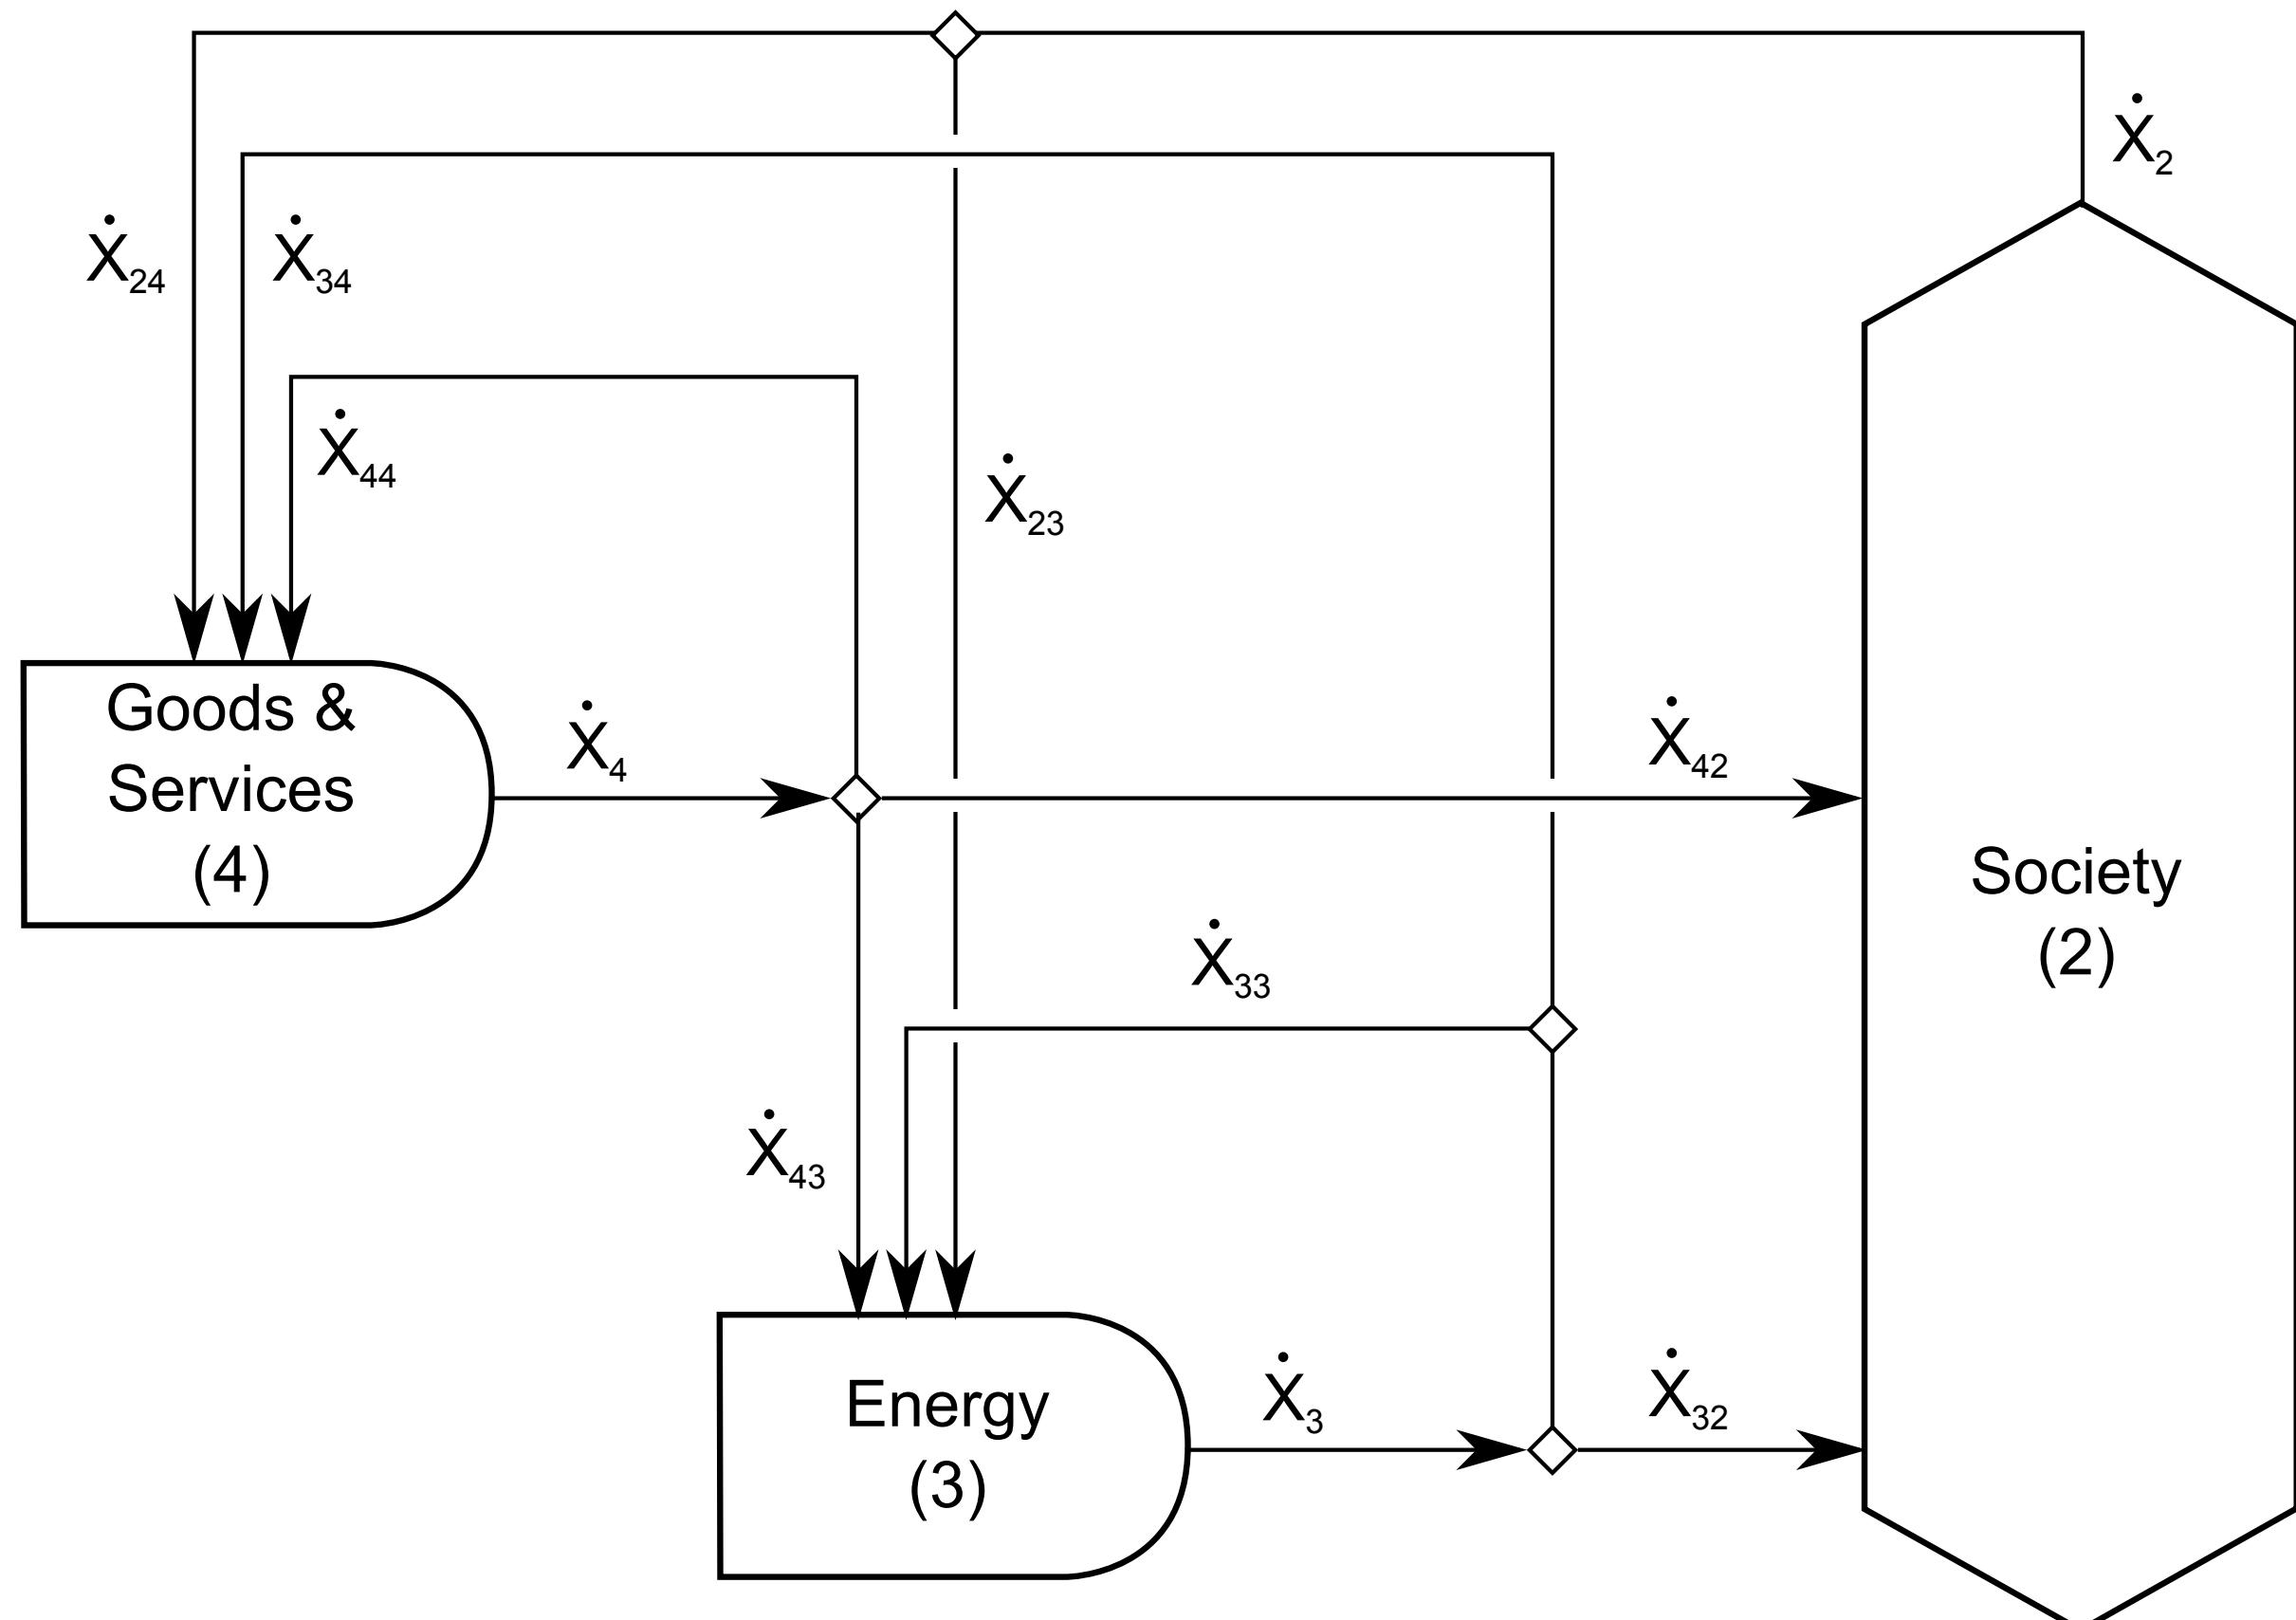 Ẋ2
Ẋ24
Ẋ34
Ẋ44
Ẋ23
Goods &
Services
(4)
Ẋ4
Ẋ42
Society
(2)
Ẋ33
Ẋ43
Energy
(3)
Ẋ3
Ẋ32